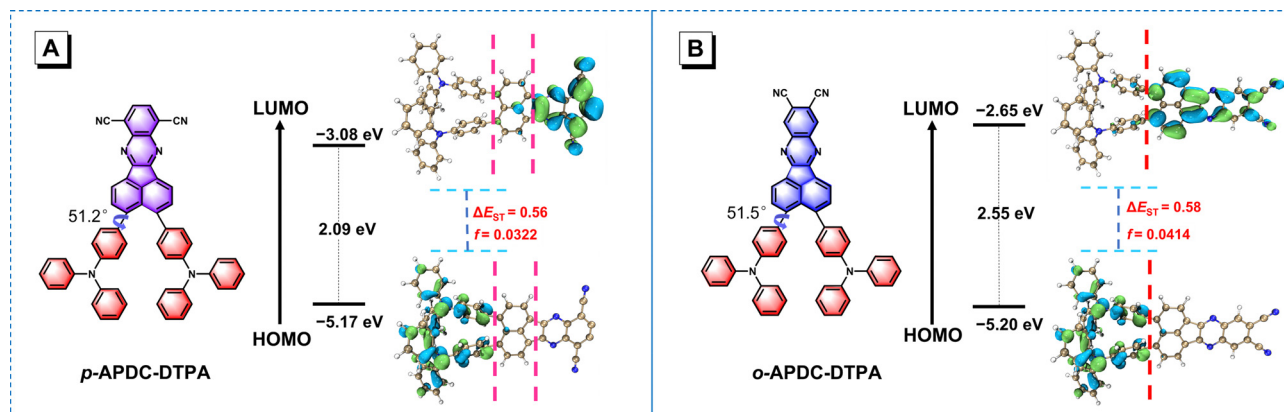 A
NC
CN
N
N
51.2°
N
N
p-APDC-DTPA
LUMO
−3.08 eV
2.09 eV
−5.17 eV
HOMO
ΔEST = 0.56
f = 0.0322
B
NC
CN
N
N
51.5°
N
N
o-APDC-DTPA
LUMO
−2.65 eV
2.55 eV
−5.20 eV
HOMO
ΔEST = 0.58
f = 0.0414